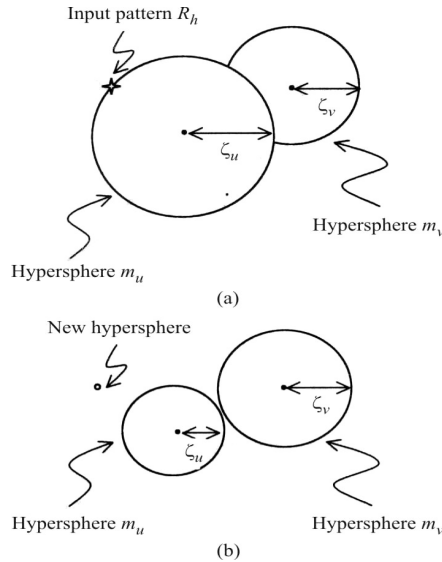 Input pattern R_h
ζ_u
ζ_v
Hypersphere m_u
Hypersphere m_v
(a)
New hypersphere
ζ_u
ζ_v
Hypersphere m_u
Hypersphere m_v
(b)